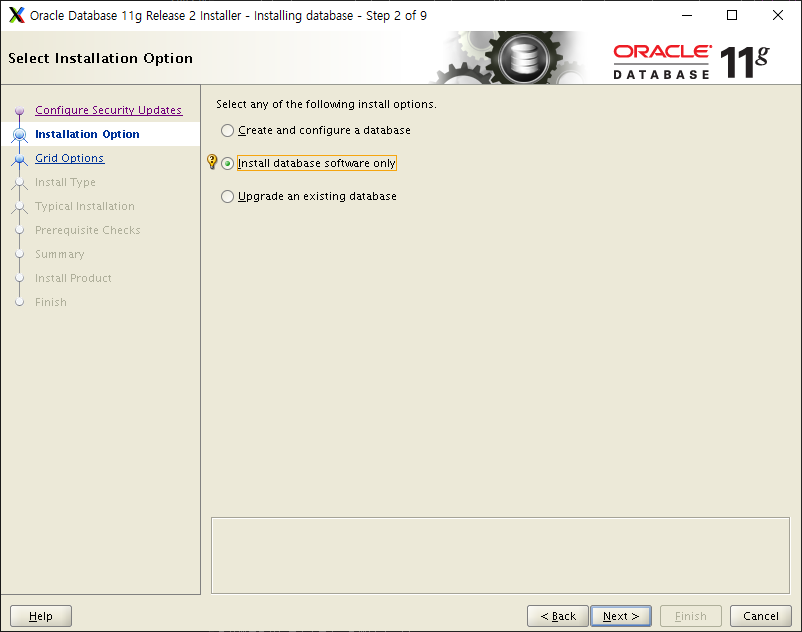 Oracle Database 11g Release 2 Installer - Installing database - Step 2 of 9
Select Installation Option
ORACLE
DATABASE
11g
Configure Security Updates
Installation Option
Grid Options
Install Type
Typical Installation
Prerequisite Checks
Summary
Install Product
Finish
Select any of the following install options.
Create and configure a database
Install database software only
Upgrade an existing database
Help
< Back
Next >
Finish
Cancel